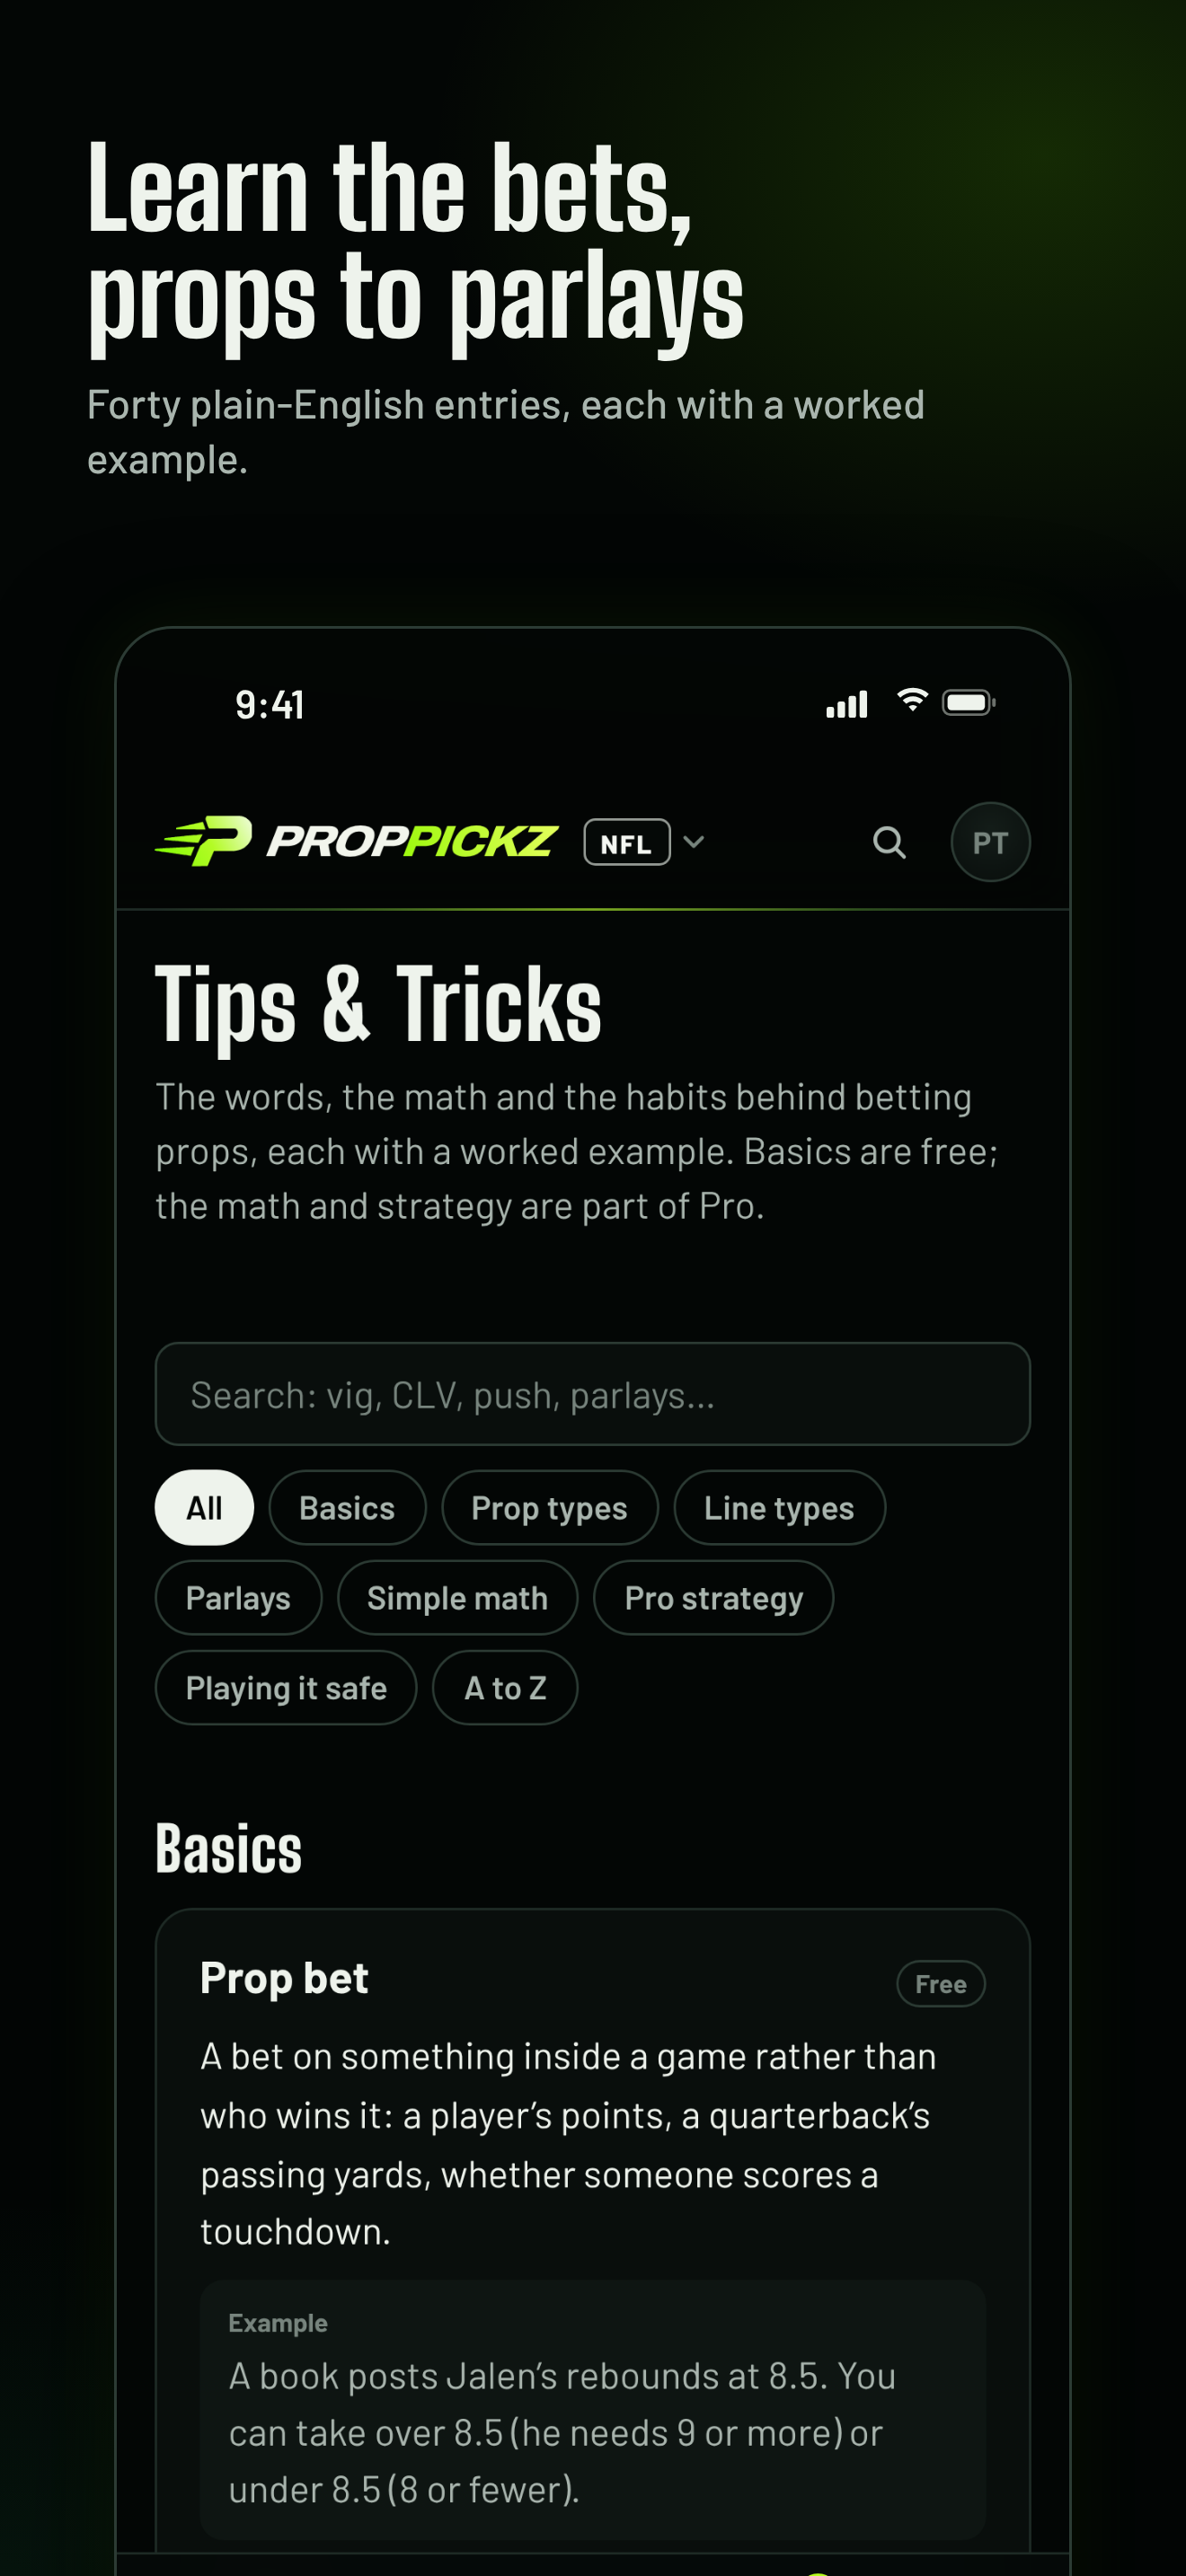 Learn the bets,
props to parlays
Forty plain-English entries, each with a worked
example.
9:41
PROPPICKZ NFL PT
Tips & Tricks
The words, the math and the habits behind betting
props, each with a worked example. Basics are free;
the math and strategy are part of Pro.
Search: vig, CLV, push, parlays...
All Basics Prop types Line types
Parlays Simple math Pro strategy
Playing it safe A to Z
Basics
Prop bet Free
A bet on something inside a game rather than
who wins it: a player’s points, a quarterback’s
passing yards, whether someone scores a
touchdown.
Example
A book posts Jalen’s rebounds at 8.5. You
can take over 8.5 (he needs 9 or more) or
under 8.5 (8 or fewer).